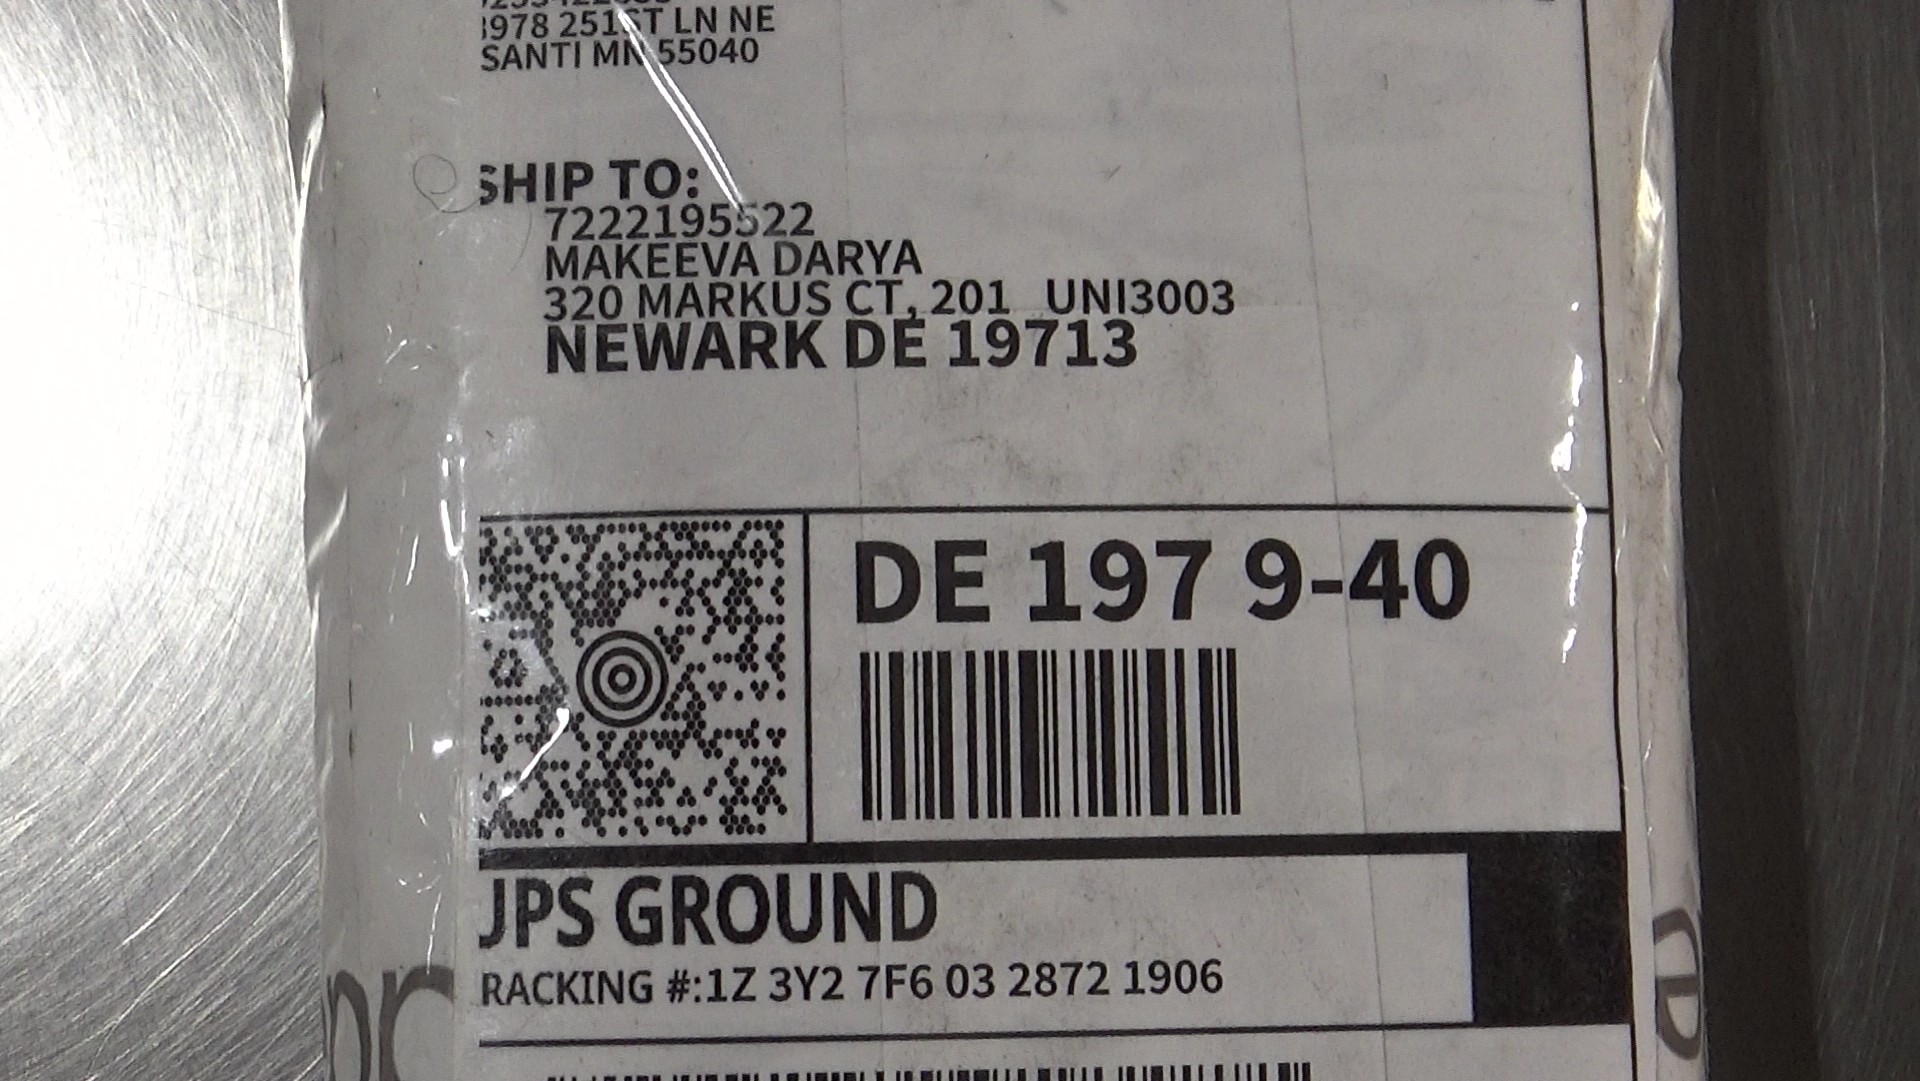 978 251ST LN NE
SANTI MN 55040
SHIP TO:
7222195522
MAKEEVA DARYA
320 MARKUS CT, 201 UNI3003
NEWARK DE 19713
DE 197 9-40
JPS GROUND
RACKING #:1Z 3Y2 7F6 03 2872 1906